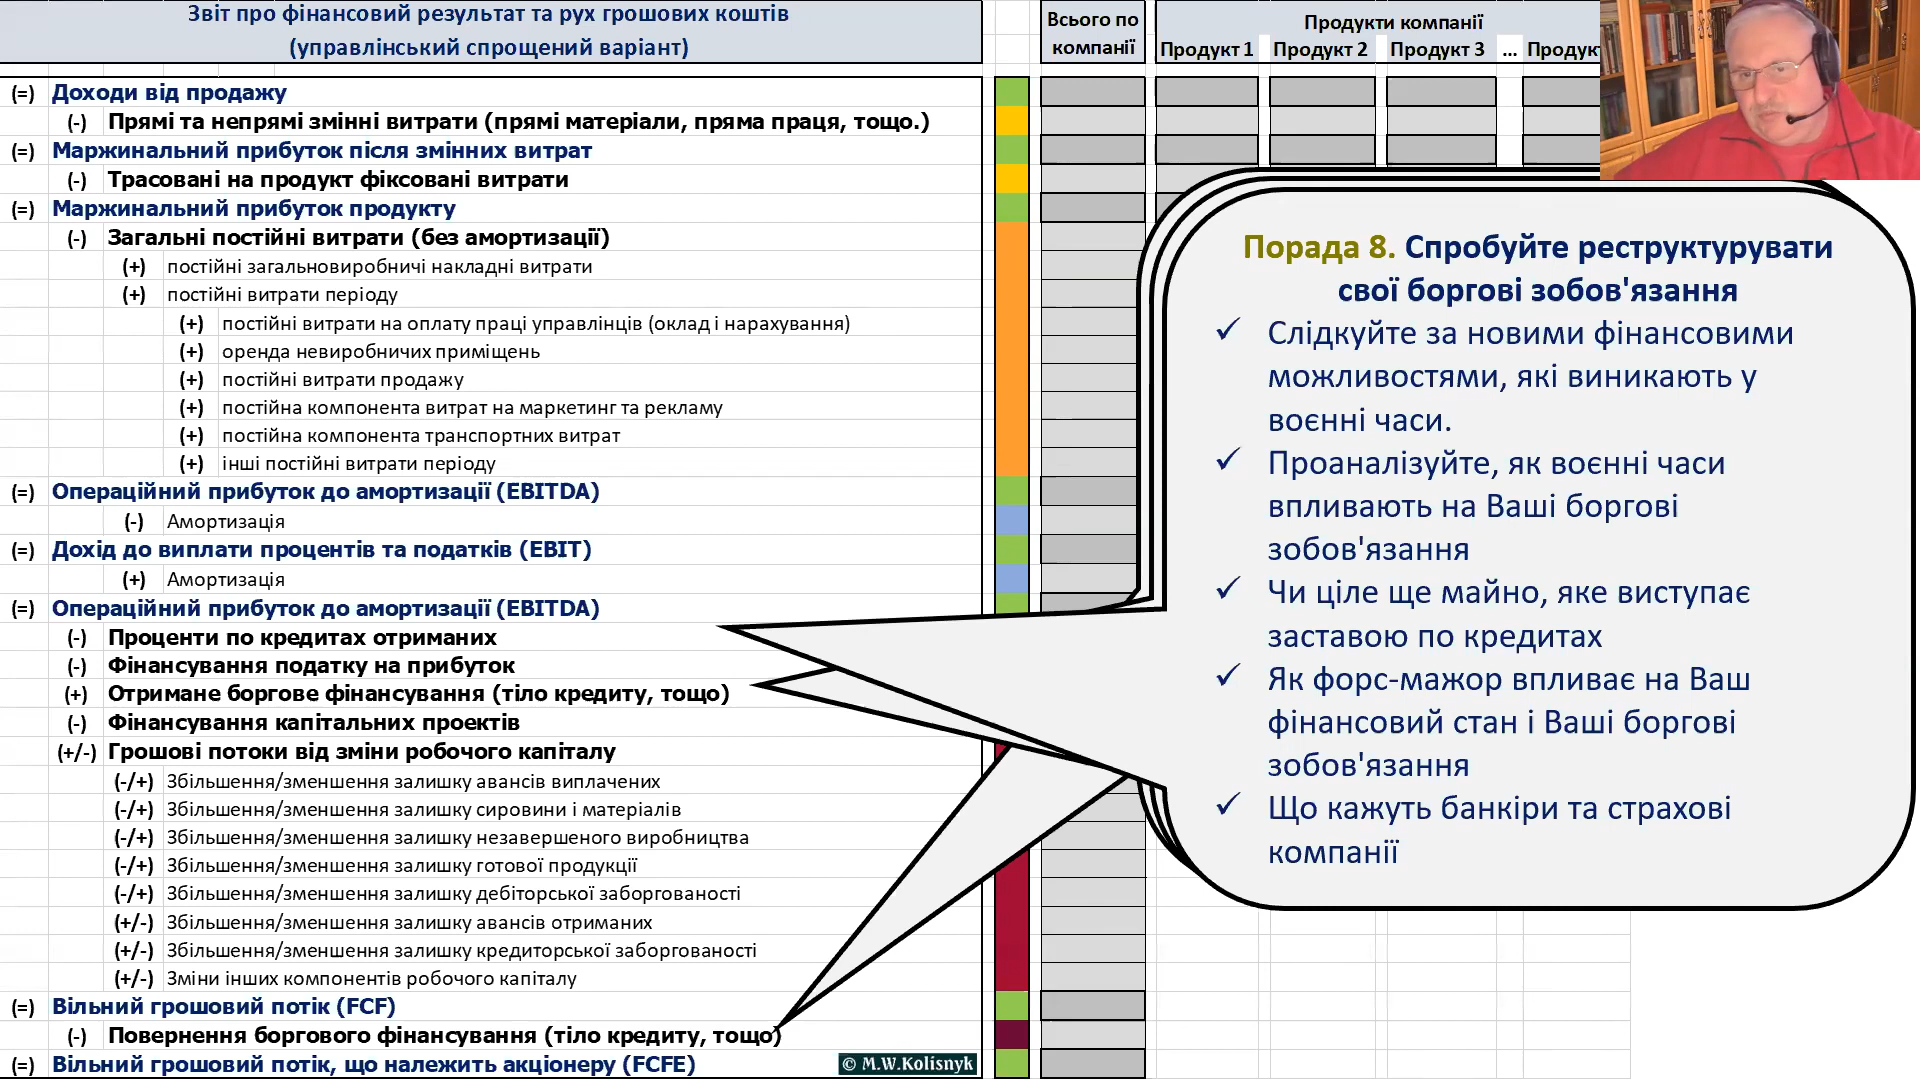 Звіт про фінансовий результат та рух грошових коштів
(управлінський спрощений варіант)
Всього по
компанії
Продукти компанії
Продукт 1 Продукт 2 Продукт 3 ... Продукт
(=) Доходи від продажу
(-) Прямі та непрямі змінні витрати (прямі матеріали, пряма праця, тощо.)
(=) Маржинальний прибуток після змінних витрат
(-) Трасовані на продукт фіксовані витрати
(=) Маржинальний прибуток продукту
(-) Загальні постійні витрати (без амортизації)
(+) постійні загальновиробничі накладні витрати
(+) постійні витрати періоду
(+) постійні витрати на оплату праці управлінців (оклад і нарахування)
(+) оренда невиробничих приміщень
(+) постійні витрати продажу
(+) постійна компонента витрат на маркетинг та рекламу
(+) постійна компонента транспортних витрат
(+) інші постійні витрати періоду
(=) Операційний прибуток до амортизації (EBITDA)
(-) Амортизація
(=) Дохід до виплати процентів та податків (EBIT)
(+) Амортизація
(=) Операційний прибуток до амортизації (EBITDA)
(-) Проценти по кредитах отриманих
(-) Фінансування податку на прибуток
(+) Отримане боргове фінансування (тіло кредиту, тощо)
(-) Фінансування капітальних проектів
(+/-) Грошові потоки від зміни робочого капіталу
(-/+) Збільшення/зменшення залишку авансів виплачених
(-/+) Збільшення/зменшення залишку сировини і матеріалів
(-/+) Збільшення/зменшення залишку незавершеного виробництва
(-/+) Збільшення/зменшення залишку готової продукції
(-/+) Збільшення/зменшення залишку дебіторської заборгованості
(+/-) Збільшення/зменшення залишку авансів отриманих
(+/-) Збільшення/зменшення залишку кредиторської заборгованості
(+/-) Зміни інших компонентів робочого капіталу
(=) Вільний грошовий потік (FCF)
(-) Повернення боргового фінансування (тіло кредиту, тощо)
(=) Вільний грошовий потік, що належить акціонеру (FCFE)
© M.W.Kolisnyk
Порада 8. Спробуйте реструктурувати
свої боргові зобов'язання
✓ Слідкуйте за новими фінансовими
можливостями, які виникають у
воєнні часи.
✓ Проаналізуйте, як воєнні часи
впливають на Ваші боргові
зобов'язання
✓ Чи ціле ще майно, яке виступає
заставою по кредитах
✓ Як форс-мажор впливає на Ваш
фінансовий стан і Ваші боргові
зобов'язання
✓ Що кажуть банкіри та страхові
компанії